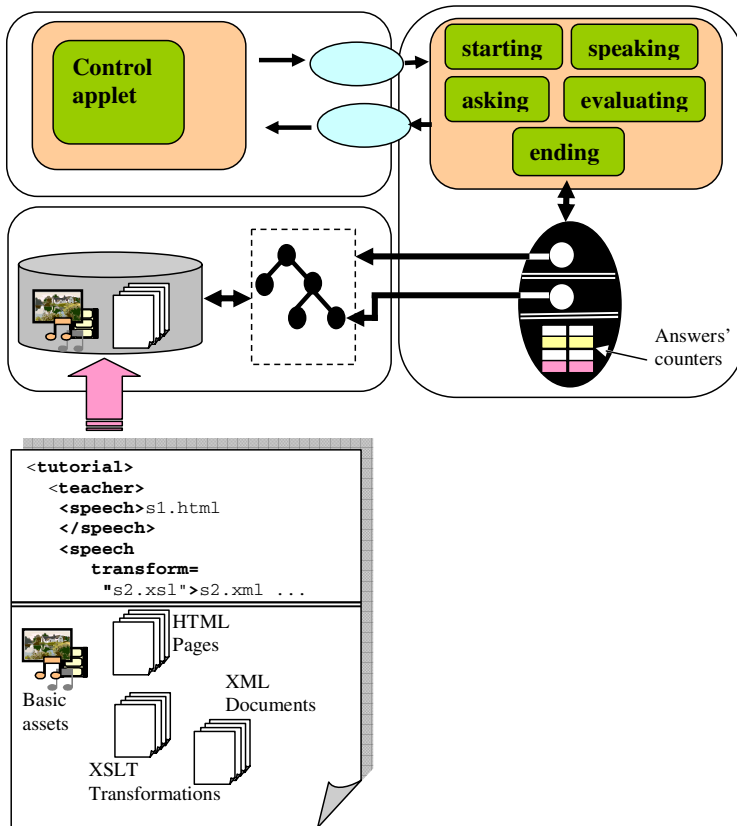 Control
applet
starting
speaking
asking
evaluating
ending
Answers'
counters
<tutorial>
<teacher>
<speech>s1.html
</speech>
<speech
transform=
"s2.xsl">s2.xml ...
HTML
Pages
Basic
assets
XML
Documents
XSLT
Transformations